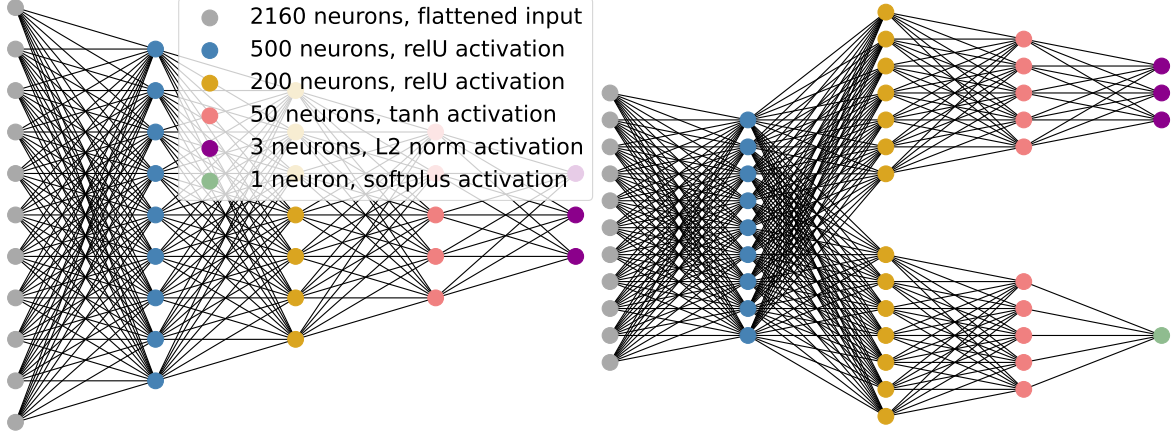 2160 neurons, flattened input
500 neurons, relU activation
200 neurons, relU activation
50 neurons, tanh activation
3 neurons, L2 norm activation
1 neuron, softplus activation